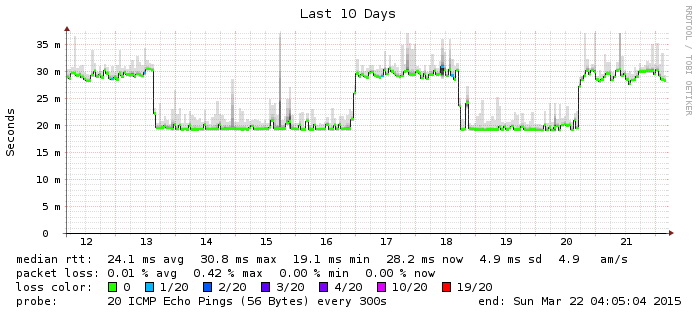 Last 10 Days
RRDTOOL / TOBI OETIKER
Seconds
35 m
30 m
25 m
20 m
15 m
10 m
5 m
0
12 13 14 15 16 17 18 19 20 21
median rtt: 24.1 ms avg 30.8 ms max 19.1 ms min 28.2 ms now 4.9 ms sd 4.9 am/s
packet loss: 0.01 % avg 0.42 % max 0.00 % min 0.00 % now
loss color: 0 1/20 2/20 3/20 4/20 10/20 19/20
probe: 20 ICMP Echo Pings (56 Bytes) every 300s end: Sun Mar 22 04:05:04 2015